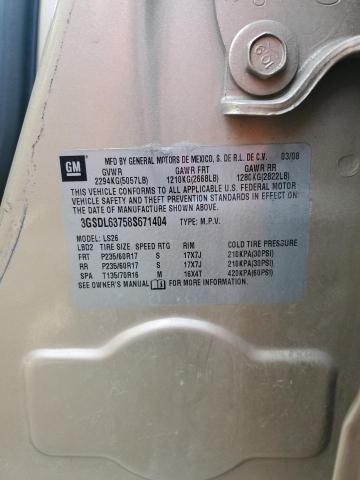 109
GM
MFD BY GENERAL MOTORS DE MEXICO, S. DE R.L. DE C.V. 03/08
GVWR GAWR FRT GAWR RR
2294KG(5057LB) 1210KG(2668LB) 1280KG(2822LB)
THIS VEHICLE CONFORMS TO ALL APPLICABLE U.S. FEDERAL MOTOR
VEHICLE SAFETY AND THEFT PREVENTION STANDARDS IN EFFECT ON
THE DATE OF MANUFACTURE SHOWN ABOVE.
3GSDL63758S671404 TYPE: M.P.V.
MODEL: LS26
LBD2 TIRE SIZE SPEED RTG RIM COLD TIRE PRESSURE
FRT P235/60R17 S 17X7J 210KPA(30PSI)
RR P235/60R17 S 17X7J 210KPA(30PSI)
SPA T135/70R16 M 16X4T 420KPA(60PSI)
SEE OWNER'S MANUAL FOR ADDITIONAL INFORMATION.